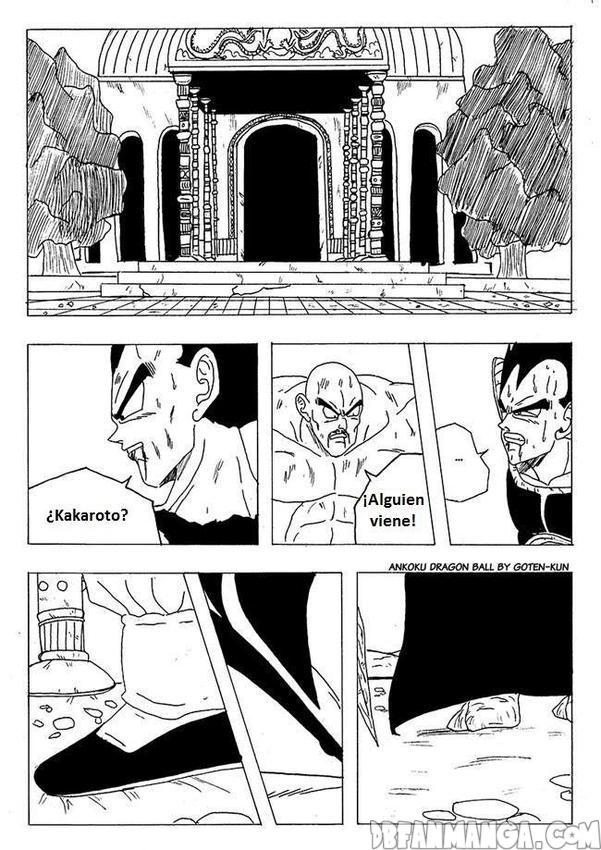 ¿Kakaroto?
¡Alguien
viene!
...
ANKOKU DRAGON BALL BY GOTEN-KUN
DBFANMANGA.COM